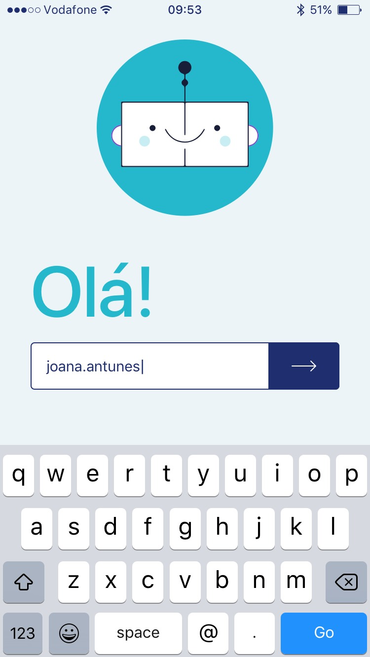 Vodafone 09:53 51%
Olá!
joana.antunes
q w e r t y u i o p
a s d f g h j k l
z x c v b n m
123 space @ . Go